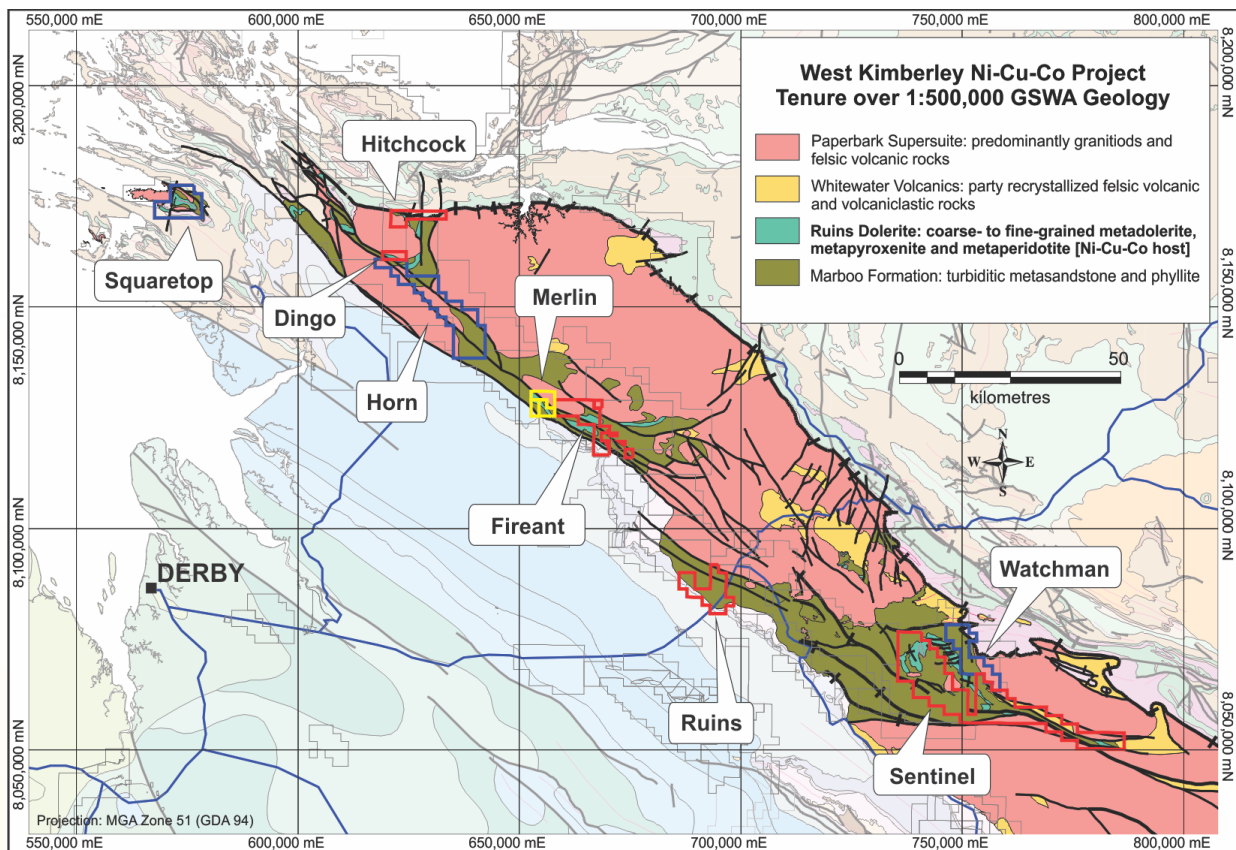 550,000 mE
600,000 mE
650,000 mE
700,000 mE
750,000 mE
800,000 mE
8,200,000 mN
8,200,000 mN
West Kimberley Ni-Cu-Co Project
Tenure over 1:500,000 GSWA Geology
Paperbark Supersuite: predominantly granitiods and
felsic volcanic rocks
Whitewater Volcanics: party recrystallized felsic volcanic
and volcaniclastic rocks
Ruins Dolerite: coarse- to fine-grained metadolerite,
metapyroxenite and metaperidotite [Ni-Cu-Co host]
Marboo Formation: turbiditic metasandstone and phyllite
Hitchcock
Squaretop
Dingo
Merlin
8,150,000 mN
8,150,000 mN
0
50
kilometres
Horn
N
W
E
S
Fireant
8,100,000 mN
8,100,000 mN
DERBY
Watchman
Ruins
Sentinel
8,050,000 mN
8,050,000 mN
Projection: MGA Zone 51 (GDA 94)
550,000 mE
600,000 mE
650,000 mE
700,000 mE
750,000 mE
800,000 mE